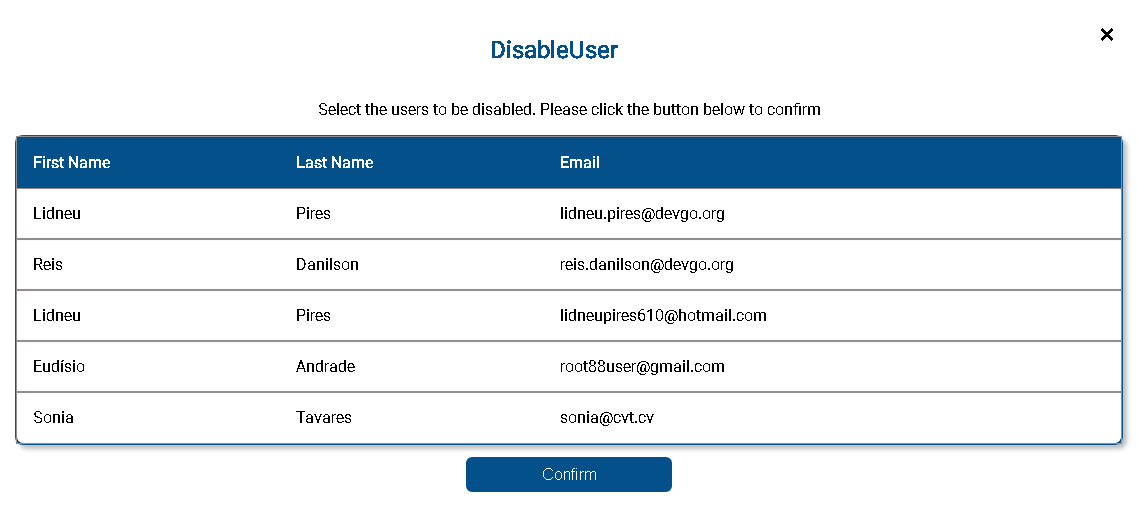 DisableUser
Select the users to be disabled. Please click the button below to confirm
First Name Last Name Email
Lidneu Pires lidneu.pires@devgo.org
Reis Danilson reis.danilson@devgo.org
Lidneu Pires lidneupires610@hotmail.com
Eudísio Andrade root88user@gmail.com
Sonia Tavares sonia@cvt.cv
Confirm